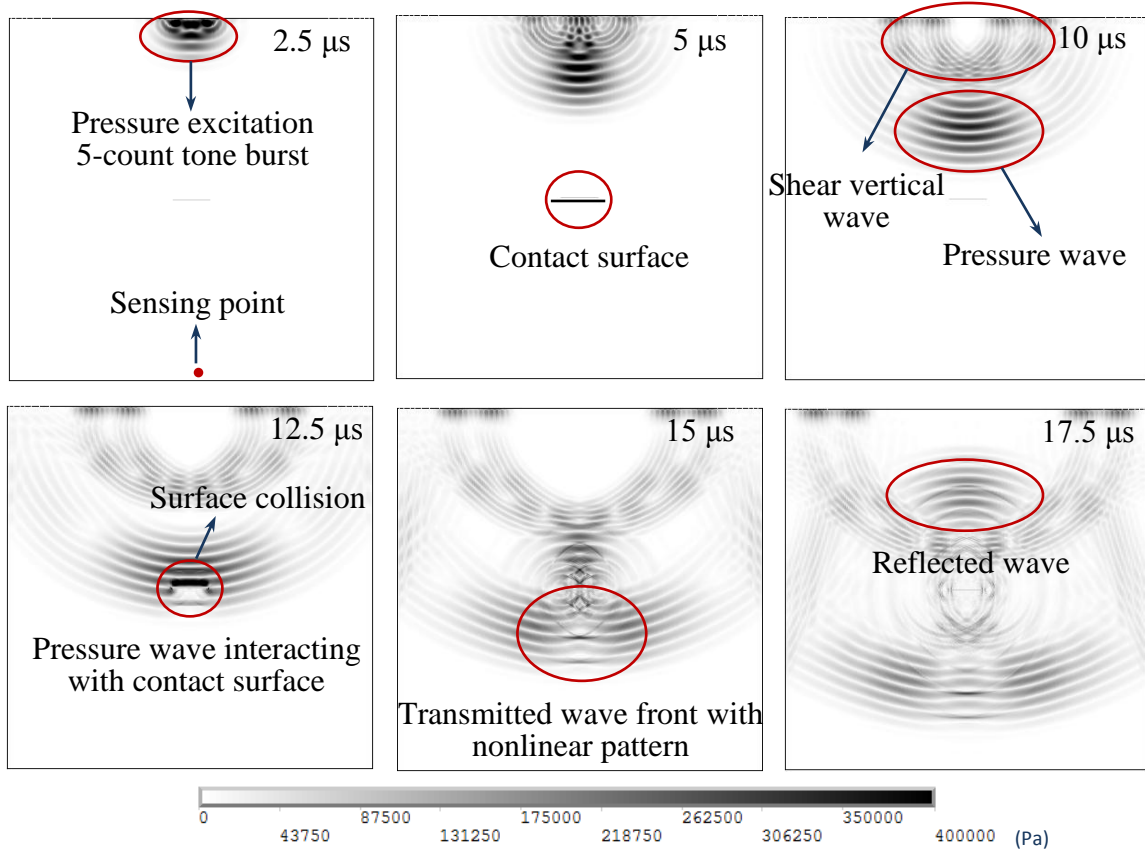 2.5 μs
Pressure excitation
5-count tone burst
Sensing point
5 μs
Contact surface
10 μs
Shear vertical
wave
Pressure wave
12.5 μs
Surface collision
Pressure wave interacting
with contact surface
15 μs
Transmitted wave front with
nonlinear pattern
17.5 μs
Reflected wave
0 87500 175000 262500 350000
43750 131250 218750 306250 400000 (Pa)